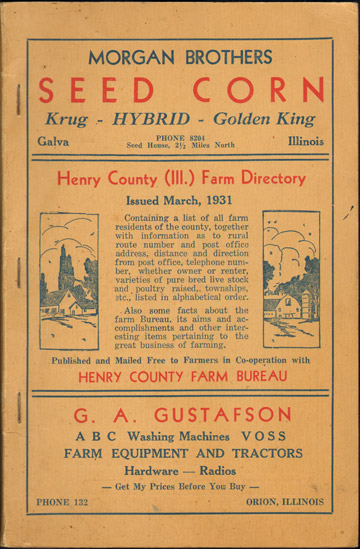 MORGAN BROTHERS
SEED CORN
Krug - HYBRID - Golden King
Galva
PHONE 8204
Seed House, 2½ Miles North
Illinois
Henry County (Ill.) Farm Directory
Issued March, 1931
Containing a list of all farm
residents of the county, together
with information as to rural
route number and post office
address, distance and direction
from post office, telephone num-
ber, whether owner or renter,
varieties of pure bred live stock
and poultry raised, townships,
etc., listed in alphabetical order.
Also some facts about the
farm Bureau, its aims and ac-
complishments and other inter-
esting items pertaining to the
great business of farming.
Published and Mailed Free to Farmers in Co-operation with
HENRY COUNTY FARM BUREAU
G. A. GUSTAFSON
A B C Washing Machines V O S S
FARM EQUIPMENT AND TRACTORS
Hardware — Radios
— Get My Prices Before You Buy —
PHONE 132
ORION, ILLINOIS